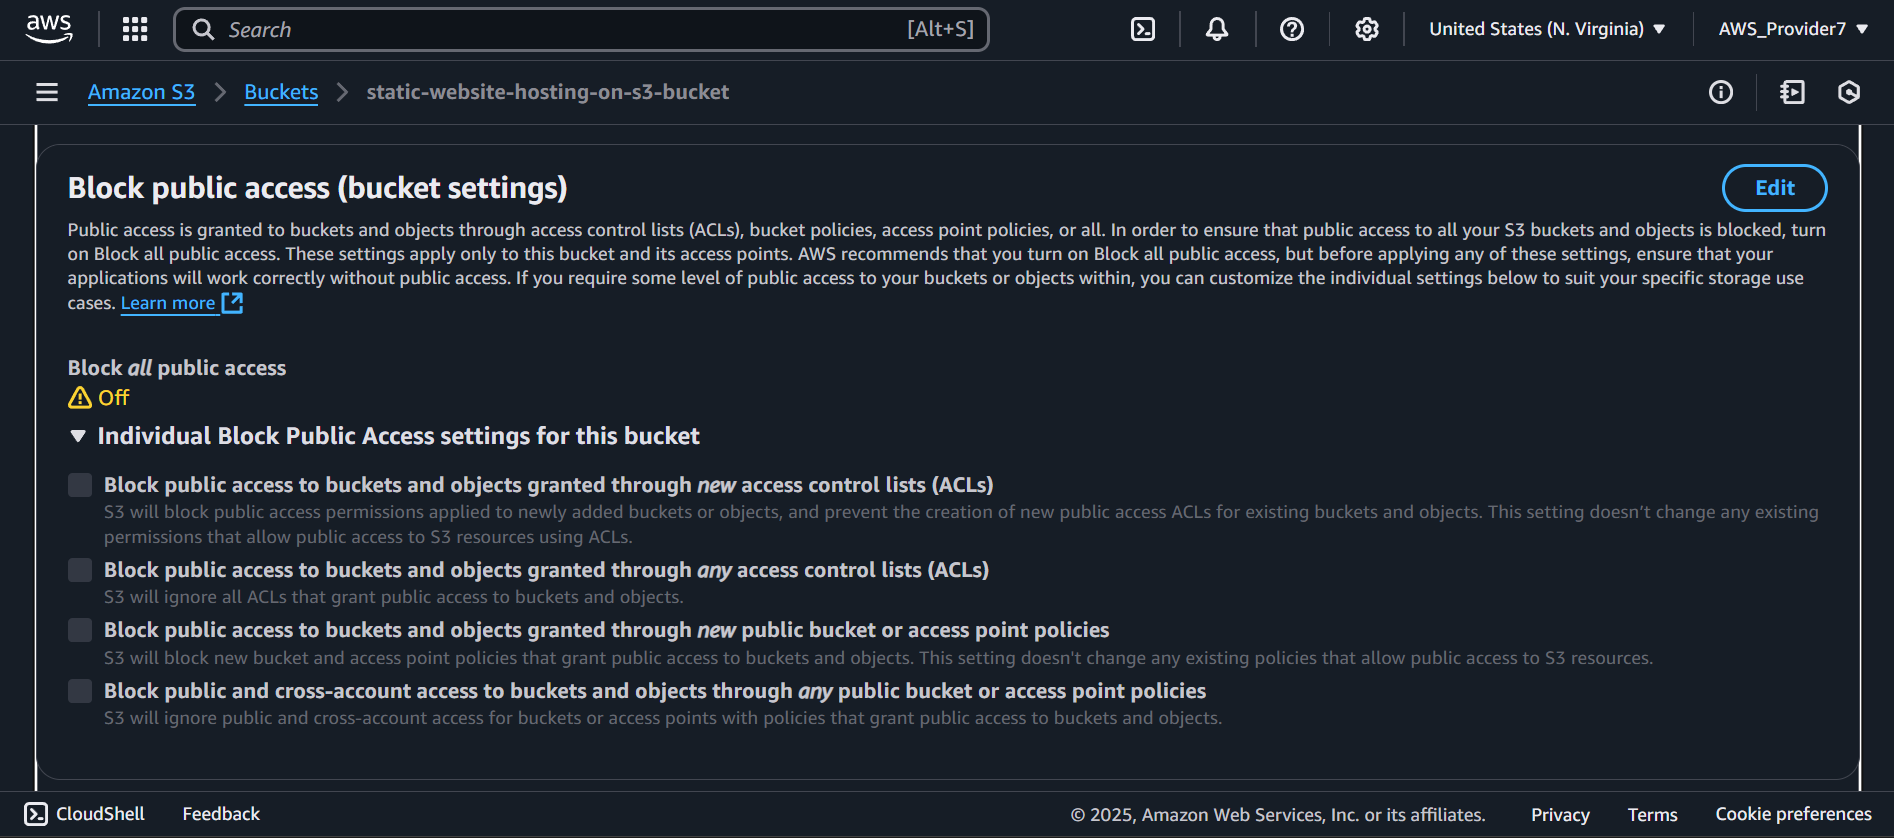 aws
Search [Alt+S]
United States (N. Virginia)
AWS_Provider7
Amazon S3 > Buckets > static-website-hosting-on-s3-bucket
Block public access (bucket settings)
Edit
Public access is granted to buckets and objects through access control lists (ACLs), bucket policies, access point policies, or all. In order to ensure that public access to all your S3 buckets and objects is blocked, turn
on Block all public access. These settings apply only to this bucket and its access points. AWS recommends that you turn on Block all public access, but before applying any of these settings, ensure that your
applications will work correctly without public access. If you require some level of public access to your buckets or objects within, you can customize the individual settings below to suit your specific storage use
cases. Learn more
Block all public access
Off
Individual Block Public Access settings for this bucket
Block public access to buckets and objects granted through new access control lists (ACLs)
S3 will block public access permissions applied to newly added buckets or objects, and prevent the creation of new public access ACLs for existing buckets and objects. This setting doesn’t change any existing
permissions that allow public access to S3 resources using ACLs.
Block public access to buckets and objects granted through any access control lists (ACLs)
S3 will ignore all ACLs that grant public access to buckets and objects.
Block public access to buckets and objects granted through new public bucket or access point policies
S3 will block new bucket and access point policies that grant public access to buckets and objects. This setting doesn't change any existing policies that allow public access to S3 resources.
Block public and cross-account access to buckets and objects through any public bucket or access point policies
S3 will ignore public and cross-account access for buckets or access points with policies that grant public access to buckets and objects.
CloudShell Feedback © 2025, Amazon Web Services, Inc. or its affiliates. Privacy Terms Cookie preferences